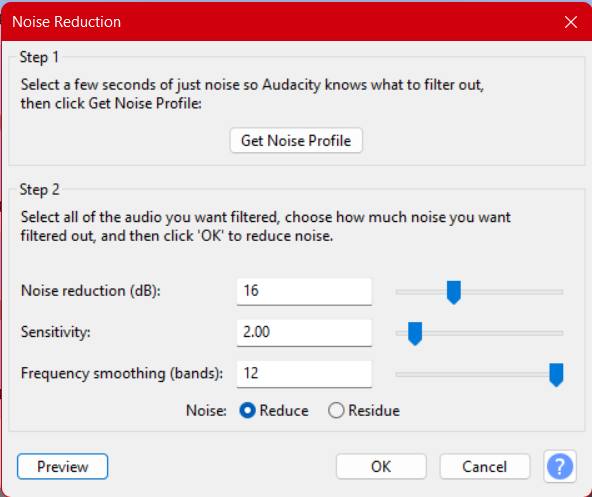 Noise Reduction
Step 1
Select a few seconds of just noise so Audacity knows what to filter out,
then click Get Noise Profile:
Get Noise Profile
Step 2
Select all of the audio you want filtered, choose how much noise you want
filtered out, and then click 'OK' to reduce noise.
Noise reduction (dB): 16
Sensitivity: 2.00
Frequency smoothing (bands): 12
Noise: Reduce Residue
Preview OK Cancel ?